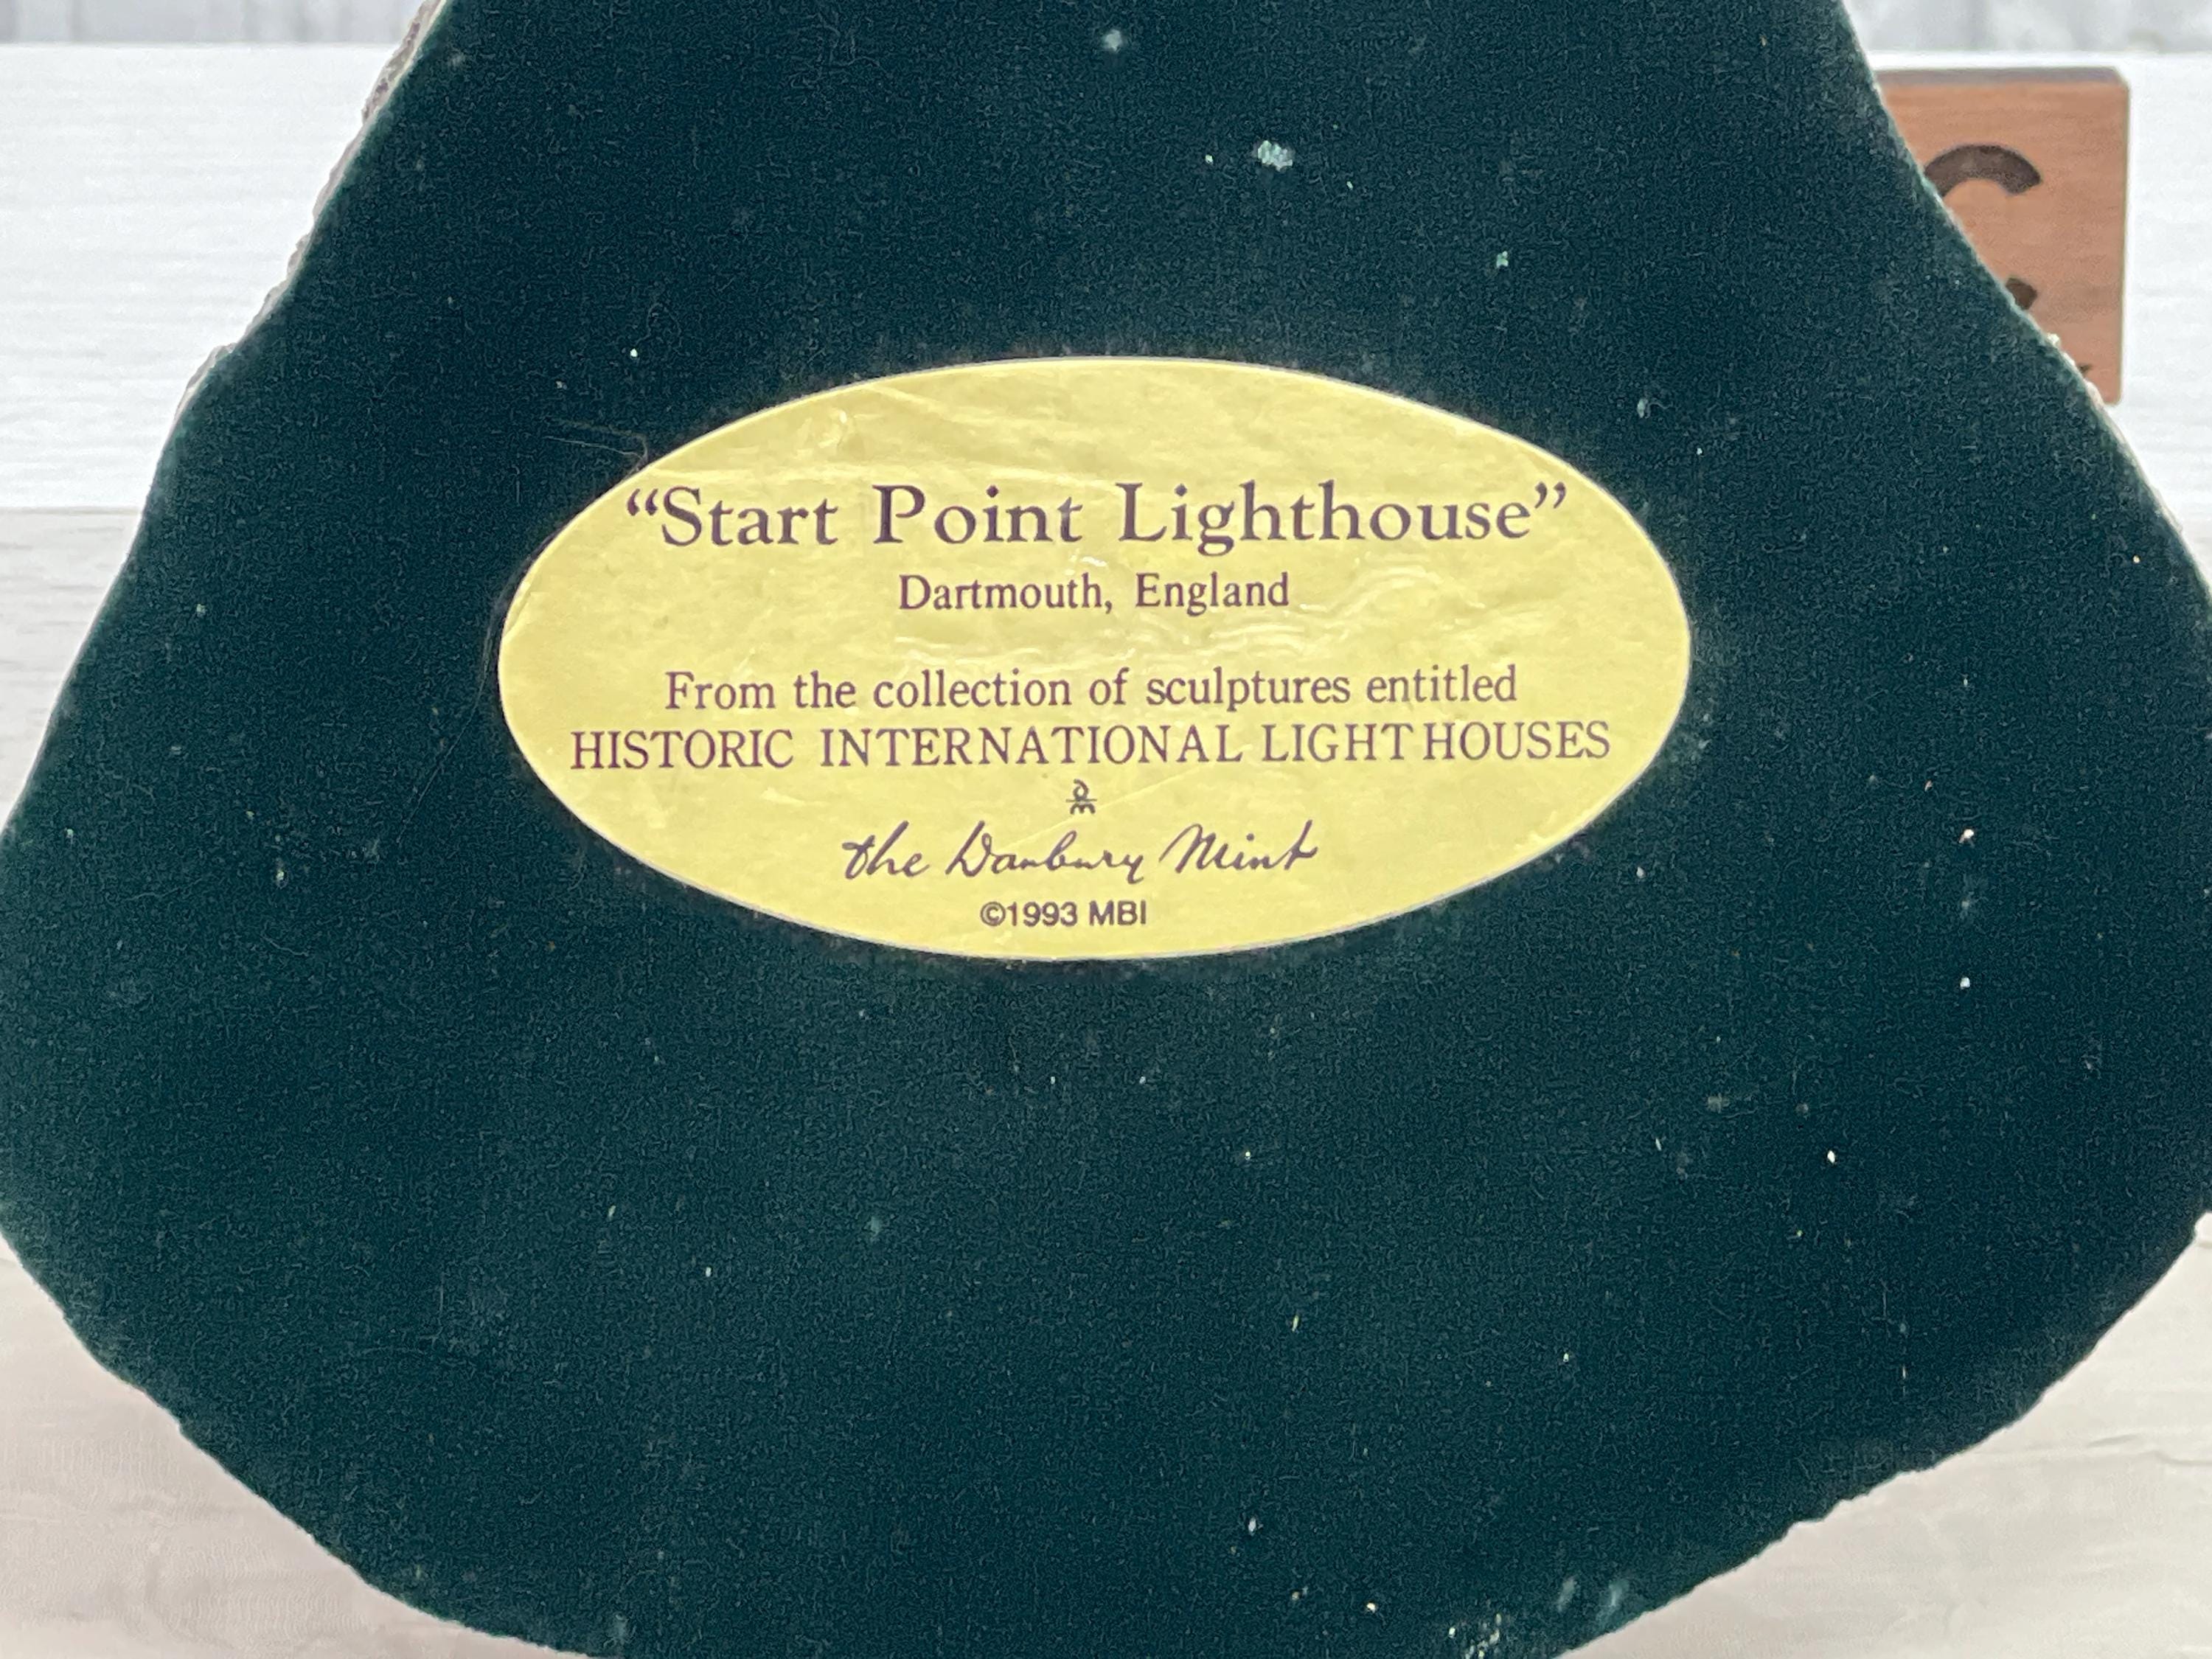 “Start Point Lighthouse”
Dartmouth, England
From the collection of sculptures entitled
HISTORIC INTERNATIONAL LIGHTHOUSES
the Danbury Mint
©1993 MBI